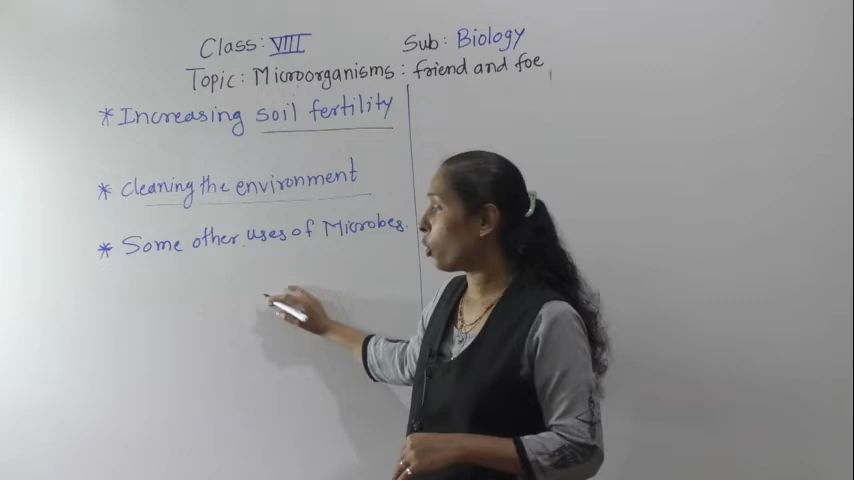 Class: VIII Sub: Biology
Topic: Microorganisms: friend and foe
* Increasing soil fertility
* Cleaning the environment
* Some other uses of Microbes.